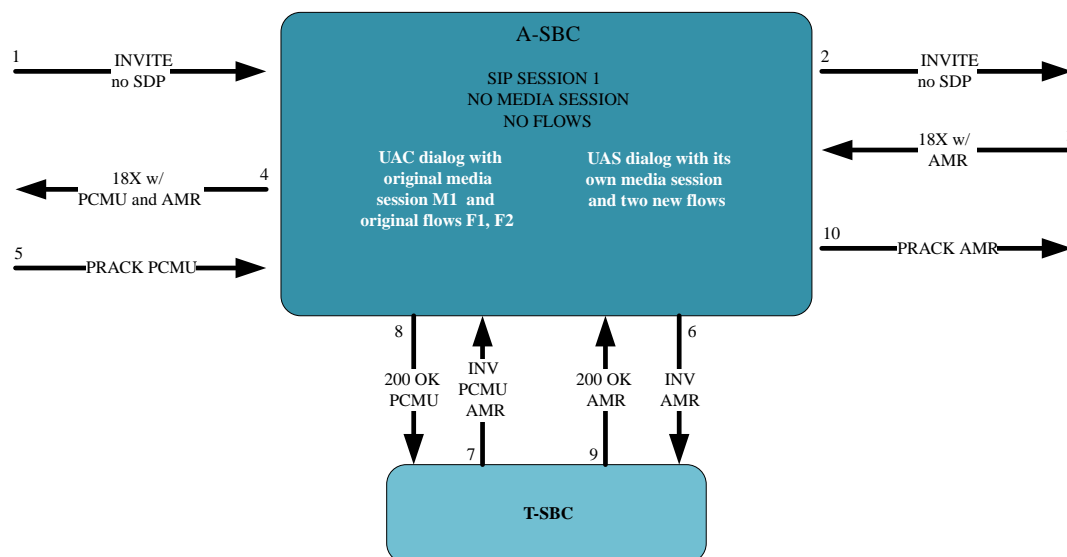 A-SBC
1
INVITE
no SDP
SIP SESSION 1
NO MEDIA SESSION
NO FLOWS
2
INVITE
no SDP
18X w/
AMR
UAC dialog with
original media
session M1 and
original flows F1, F2
UAS dialog with its
own media session
and two new flows
18X w/
PCMU and AMR
4
5
PRACK PCMU
10
PRACK AMR
8
200 OK
PCMU
INV
PCMU
AMR
7
200 OK
AMR
9
6
INV
AMR
T-SBC